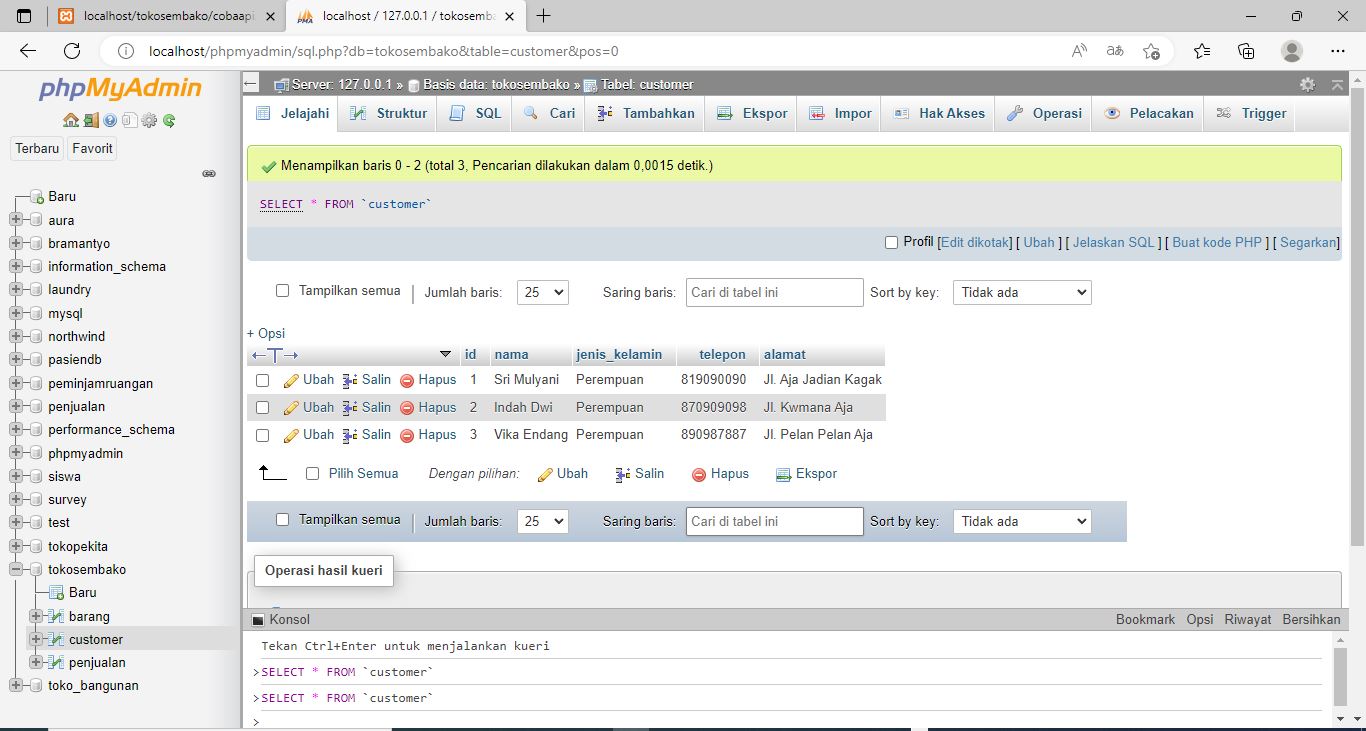 localhost/tokosembako/cobaapi
localhost / 127.0.0.1 / tokosemba
localhost/phpmyadmin/sql.php?db=tokosembako&table=customer&pos=0
phpMyAdmin
Terbaru Favorit
Baru
aura
bramantyo
information_schema
laundry
mysql
northwind
pasiendb
peminjamruangan
penjualan
performance_schema
phpmyadmin
siswa
survey
test
tokopekita
tokosembako
Baru
barang
customer
penjualan
toko_bangunan
Server: 127.0.0.1 » Basis data: tokosembako » Tabel: customer
Jelajahi Struktur SQL Cari Tambahkan Ekspor Impor Hak Akses Operasi Pelacakan Trigger
Menampilkan baris 0 - 2 (total 3, Pencarian dilakukan dalam 0,0015 detik.)
SELECT * FROM `customer`
Profil [Edit dikotak] [ Ubah ] [ Jelaskan SQL ] [ Buat kode PHP ] [ Segarkan]
Tampilkan semua | Jumlah baris: 25 Saring baris: Cari di tabel ini Sort by key: Tidak ada
+ Opsi
←T→ id nama jenis_kelamin telepon alamat
Ubah Salin Hapus 1 Sri Mulyani Perempuan 819090090 Jl. Aja Jadian Kagak
Ubah Salin Hapus 2 Indah Dwi Perempuan 870909098 Jl. Kwmana Aja
Ubah Salin Hapus 3 Vika Endang Perempuan 890987887 Jl. Pelan Pelan Aja
Pilih Semua Dengan pilihan: Ubah Salin Hapus Ekspor
Tampilkan semua | Jumlah baris: 25 Saring baris: Cari di tabel ini Sort by key: Tidak ada
Operasi hasil kueri
Konsol Bookmark Opsi Riwayat Bersihkan
Tekan Ctrl+Enter untuk menjalankan kueri
>SELECT * FROM `customer`
>SELECT * FROM `customer`
>